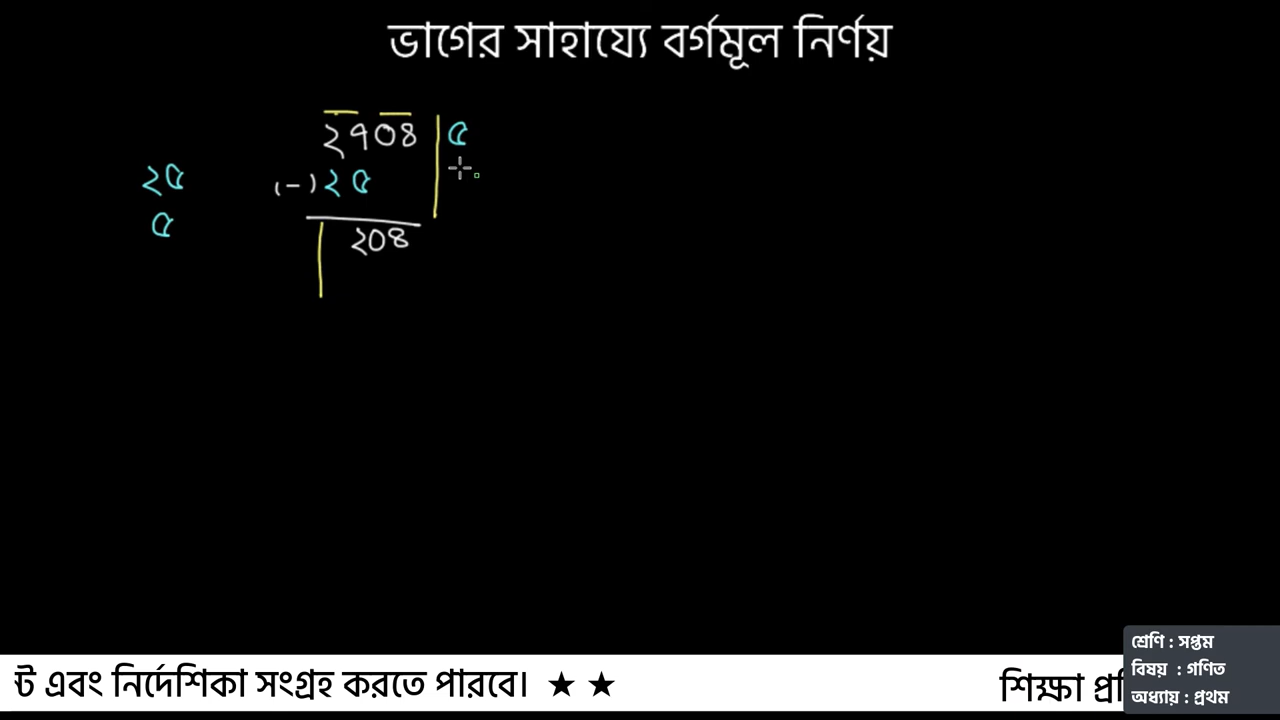 ভাগের সাহায্যে বর্গমূল নির্ণয়
২৭০৪ ৫
২৫ (-) ২৫
৫
২০৪
শ্রেণি : সপ্তম
বিষয় : গণিত
অধ্যায় : প্রথম
ট এবং নির্দেশিকা সংগ্রহ করতে পারবে। ★ ★ শিক্ষা প্র